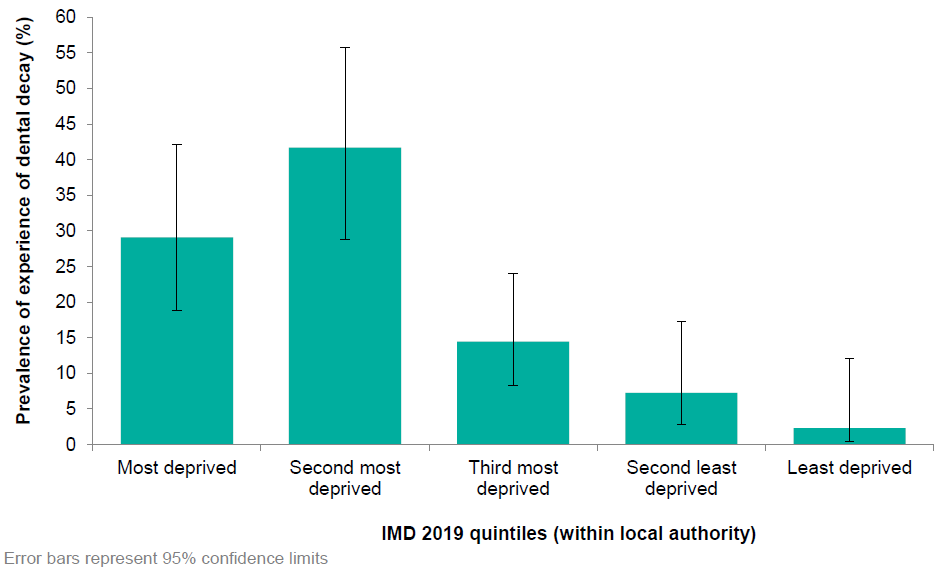 Prevalence of experience of dental decay (%)
60
55
50
45
40
35
30
25
20
15
10
5
0
Most deprived
Second most
deprived
Third most
deprived
Second least
deprived
Least deprived
IMD 2019 quintiles (within local authority)
Error bars represent 95% confidence limits